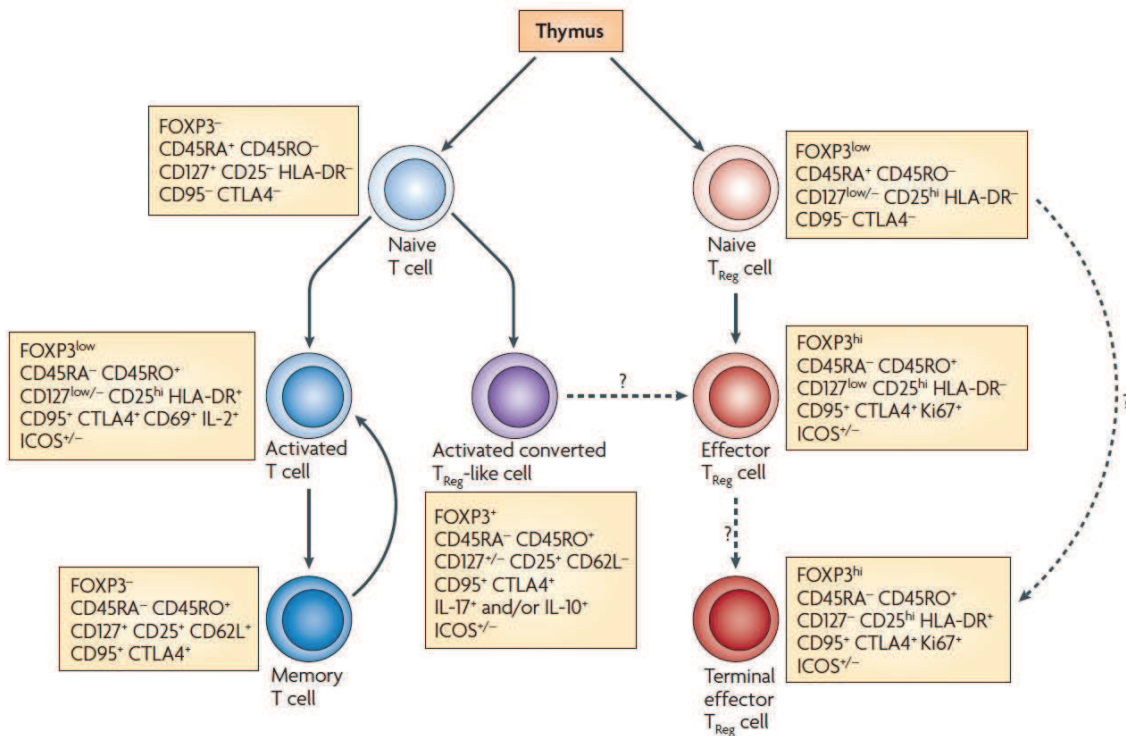 Thymus
FOXP3⁻
CD45RA⁺ CD45RO⁻
CD127⁺ CD25⁻ HLA-DR⁻
CD95⁻ CTLA4⁻
Naive
T cell
FOXP3ˡᵒʷ
CD45RA⁺ CD45RO⁻
CD127ˡᵒʷ/⁻ CD25ʰⁱ HLA-DR⁻
CD95⁻ CTLA4⁻
Naive
T_Reg cell
?
FOXP3ˡᵒʷ
CD45RA⁻ CD45RO⁺
CD127ˡᵒʷ/⁻ CD25ʰⁱ HLA-DR⁺
CD95⁺ CTLA4⁺ CD69⁺ IL-2⁺
ICOS⁺/⁻
Activated
T cell
Activated converted
T_Reg-like cell
?
FOXP3ʰⁱ
CD45RA⁻ CD45RO⁺
CD127ˡᵒʷ CD25ʰⁱ HLA-DR⁻
CD95⁺ CTLA4⁺ Ki67⁺
ICOS⁺/⁻
Effector
T_Reg cell
FOXP3⁺
CD45RA⁻ CD45RO⁺
CD127⁺/⁻ CD25⁺ CD62L⁻
CD95⁺ CTLA4⁺
IL-17⁺ and/or IL-10⁺
ICOS⁺/⁻
?
FOXP3⁻
CD45RA⁻ CD45RO⁺
CD127⁺ CD25⁺ CD62L⁺
CD95⁺ CTLA4⁺
Memory
T cell
FOXP3ʰⁱ
CD45RA⁻ CD45RO⁺
CD127⁻ CD25ʰⁱ HLA-DR⁺
CD95⁺ CTLA4⁺ Ki67⁺
ICOS⁺/⁻
Terminal
effector
T_Reg cell